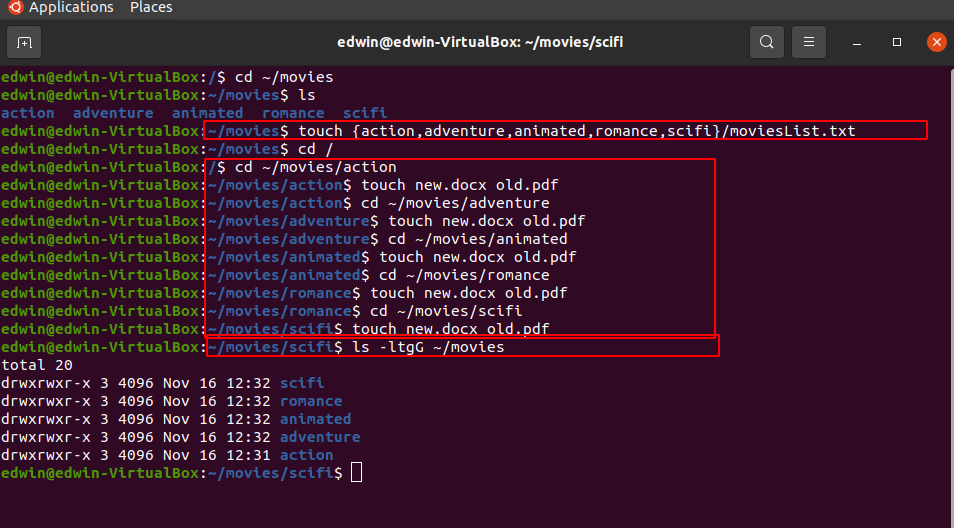 Applications Places
edwin@edwin-VirtualBox: ~/movies/scifi
edwin@edwin-VirtualBox:/$ cd ~/movies
edwin@edwin-VirtualBox:~/movies$ ls
action adventure animated romance scifi
edwin@edwin-VirtualBox:~/movies$ touch {action,adventure,animated,romance,scifi}/moviesList.txt
edwin@edwin-VirtualBox:~/movies$ cd /
edwin@edwin-VirtualBox:/$ cd ~/movies/action
edwin@edwin-VirtualBox:~/movies/action$ touch new.docx old.pdf
edwin@edwin-VirtualBox:~/movies/action$ cd ~/movies/adventure
edwin@edwin-VirtualBox:~/movies/adventure$ touch new.docx old.pdf
edwin@edwin-VirtualBox:~/movies/adventure$ cd ~/movies/animated
edwin@edwin-VirtualBox:~/movies/animated$ touch new.docx old.pdf
edwin@edwin-VirtualBox:~/movies/animated$ cd ~/movies/romance
edwin@edwin-VirtualBox:~/movies/romance$ touch new.docx old.pdf
edwin@edwin-VirtualBox:~/movies/romance$ cd ~/movies/scifi
edwin@edwin-VirtualBox:~/movies/scifi$ touch new.docx old.pdf
edwin@edwin-VirtualBox:~/movies/scifi$ ls -ltgG ~/movies
total 20
drwxrwxr-x 3 4096 Nov 16 12:32 scifi
drwxrwxr-x 3 4096 Nov 16 12:32 romance
drwxrwxr-x 3 4096 Nov 16 12:32 animated
drwxrwxr-x 3 4096 Nov 16 12:32 adventure
drwxrwxr-x 3 4096 Nov 16 12:31 action
edwin@edwin-VirtualBox:~/movies/scifi$